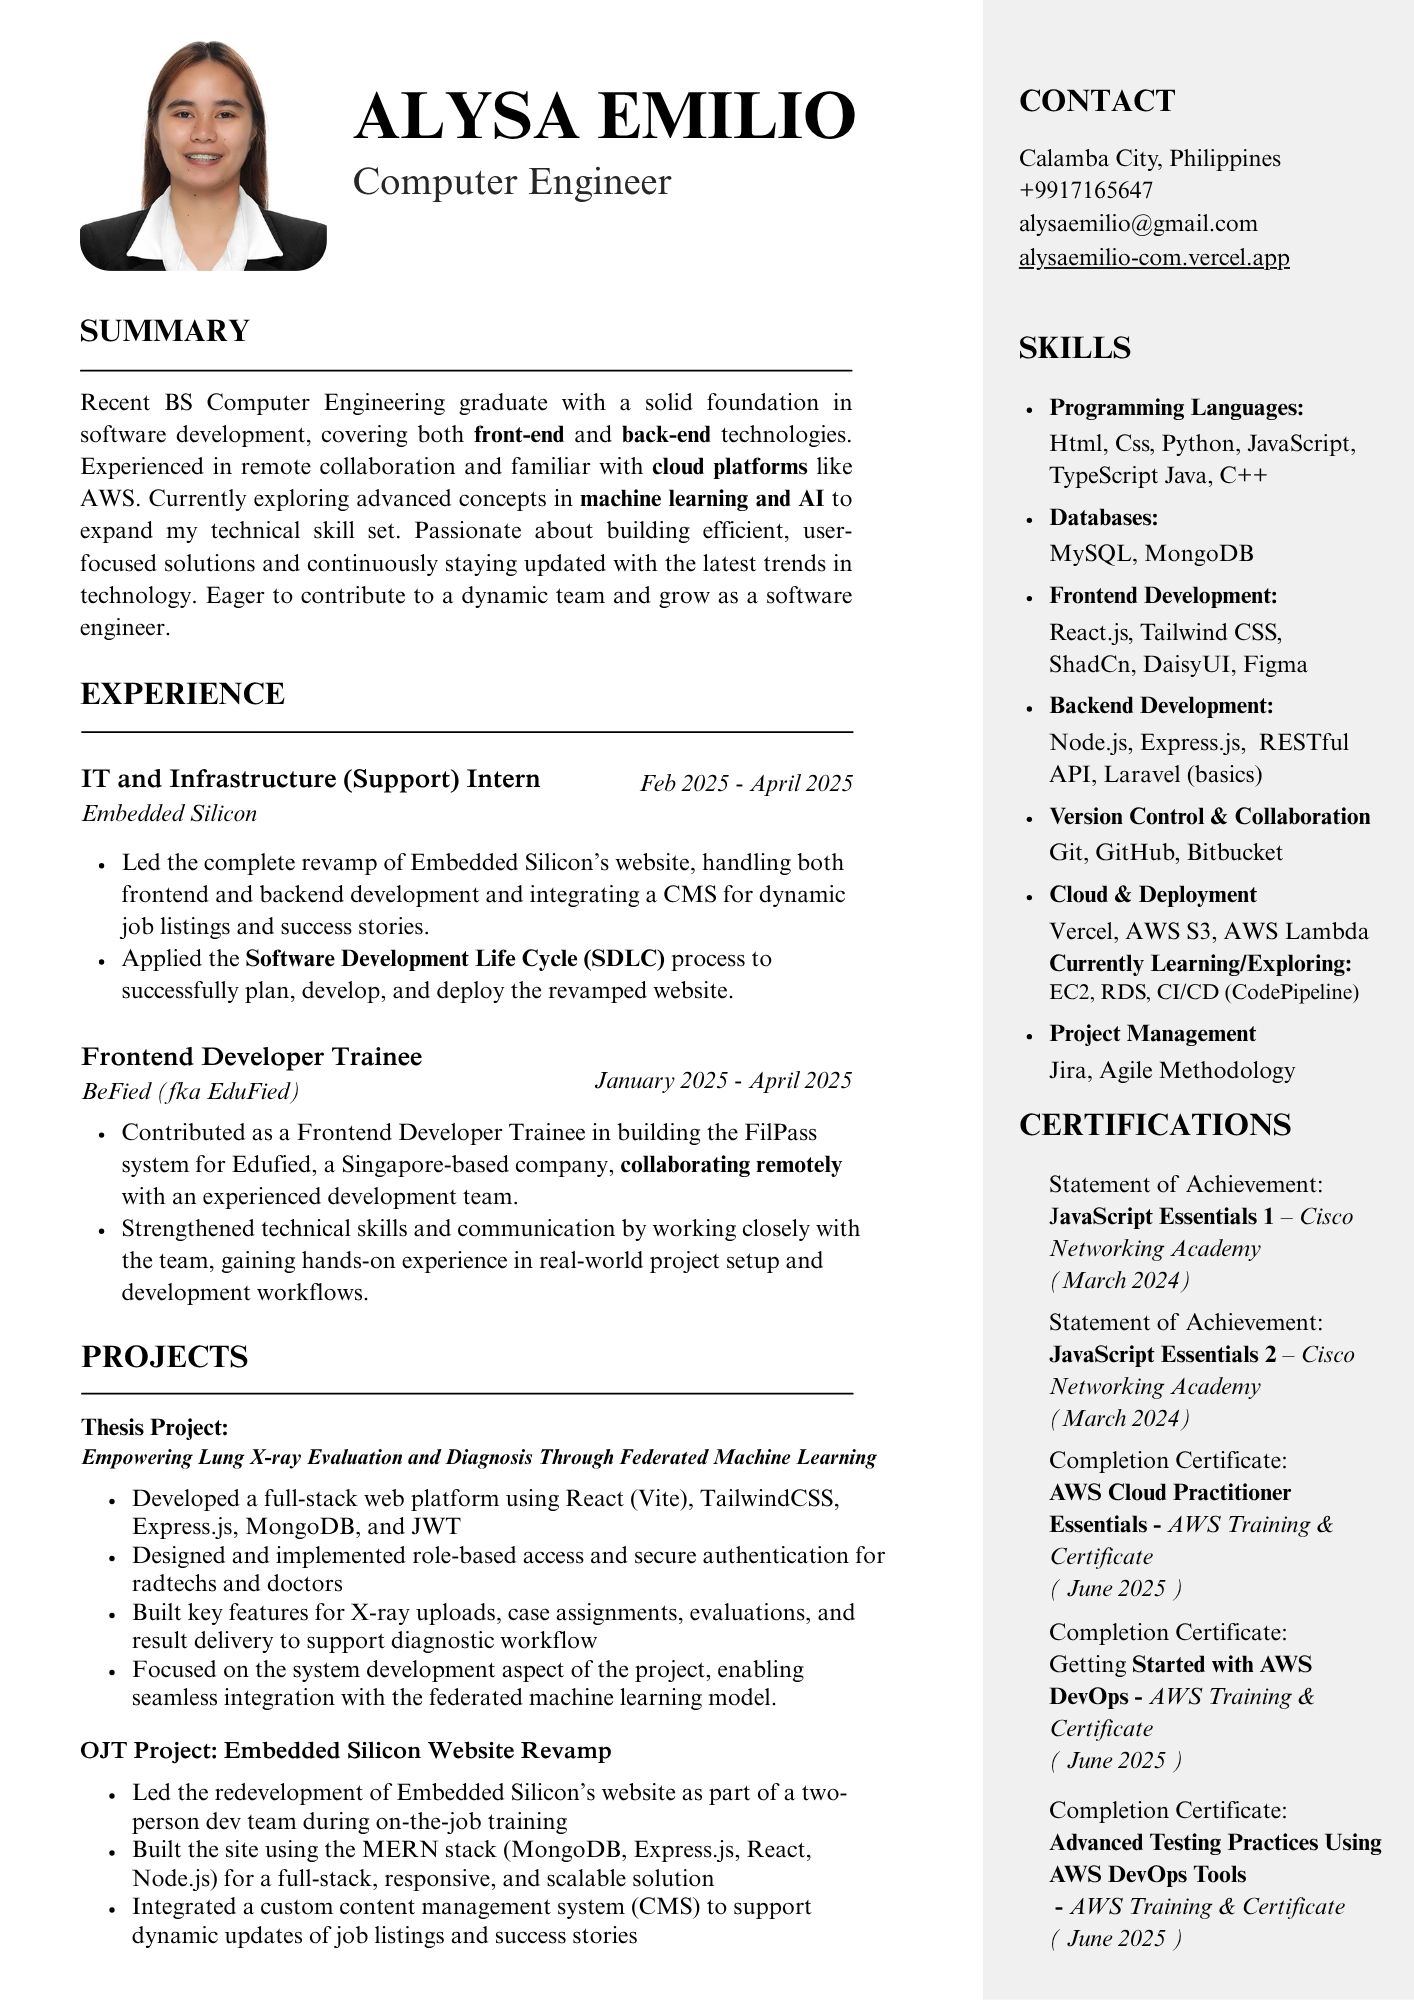 ALYSA EMILIO
Computer Engineer
SUMMARY
Recent BS Computer Engineering graduate with a solid foundation in
software development, covering both front-end and back-end technologies.
Experienced in remote collaboration and familiar with cloud platforms like
AWS. Currently exploring advanced concepts in machine learning and AI to
expand my technical skill set. Passionate about building efficient, user-
focused solutions and continuously staying updated with the latest trends in
technology. Eager to contribute to a dynamic team and grow as a software
engineer.
EXPERIENCE
IT and Infrastructure (Support) Intern
Feb 2025 - April 2025
Embedded Silicon
• Led the complete revamp of Embedded Silicon’s website, handling both
frontend and backend development and integrating a CMS for dynamic
job listings and success stories.
• Applied the Software Development Life Cycle (SDLC) process to
successfully plan, develop, and deploy the revamped website.
Frontend Developer Trainee
January 2025 - April 2025
BeFied (fka EduFied)
• Contributed as a Frontend Developer Trainee in building the FilPass
system for Edufied, a Singapore-based company, collaborating remotely
with an experienced development team.
• Strengthened technical skills and communication by working closely with
the team, gaining hands-on experience in real-world project setup and
development workflows.
PROJECTS
Thesis Project:
Empowering Lung X-ray Evaluation and Diagnosis Through Federated Machine Learning
• Developed a full-stack web platform using React (Vite), TailwindCSS,
Express.js, MongoDB, and JWT
• Designed and implemented role-based access and secure authentication for
radtechs and doctors
• Built key features for X-ray uploads, case assignments, evaluations, and
result delivery to support diagnostic workflow
• Focused on the system development aspect of the project, enabling
seamless integration with the federated machine learning model.
OJT Project: Embedded Silicon Website Revamp
• Led the redevelopment of Embedded Silicon’s website as part of a two-
person dev team during on-the-job training
• Built the site using the MERN stack (MongoDB, Express.js, React,
Node.js) for a full-stack, responsive, and scalable solution
• Integrated a custom content management system (CMS) to support
dynamic updates of job listings and success stories
CONTACT
Calamba City, Philippines
+9917165647
alysaemilio@gmail.com
alysaemilio-com.vercel.app
SKILLS
• Programming Languages:
Html, Css, Python, JavaScript,
TypeScript Java, C++
• Databases:
MySQL, MongoDB
• Frontend Development:
React.js, Tailwind CSS,
ShadCn, DaisyUI, Figma
• Backend Development:
Node.js, Express.js, RESTful
API, Laravel (basics)
• Version Control & Collaboration
Git, GitHub, Bitbucket
• Cloud & Deployment
Vercel, AWS S3, AWS Lambda
Currently Learning/Exploring:
EC2, RDS, CI/CD (CodePipeline)
• Project Management
Jira, Agile Methodology
CERTIFICATIONS
Statement of Achievement:
JavaScript Essentials 1 – Cisco
Networking Academy
( March 2024)
Statement of Achievement:
JavaScript Essentials 2 – Cisco
Networking Academy
( March 2024)
Completion Certificate:
AWS Cloud Practitioner
Essentials - AWS Training &
Certificate
( June 2025 )
Completion Certificate:
Getting Started with AWS
DevOps - AWS Training &
Certificate
( June 2025 )
Completion Certificate:
Advanced Testing Practices Using
AWS DevOps Tools
- AWS Training & Certificate
( June 2025 )